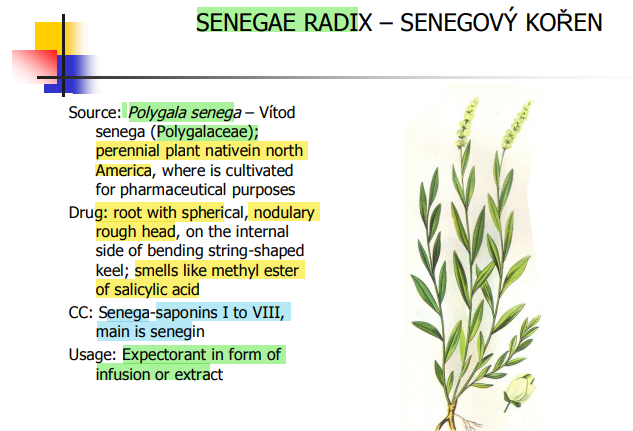 SENEGAE RADIX – SENEGOVÝ KOŘEN
Source: Polygala senega – Vítod
senega (Polygalaceae);
perennial plant nativein north
America, where is cultivated
for pharmaceutical purposes
Drug: root with spherical, nodulary
rough head, on the internal
side of bending string-shaped
keel; smells like methyl ester
of salicylic acid
CC: Senega-saponins I to VIII,
main is senegin
Usage: Expectorant in form of
infusion or extract